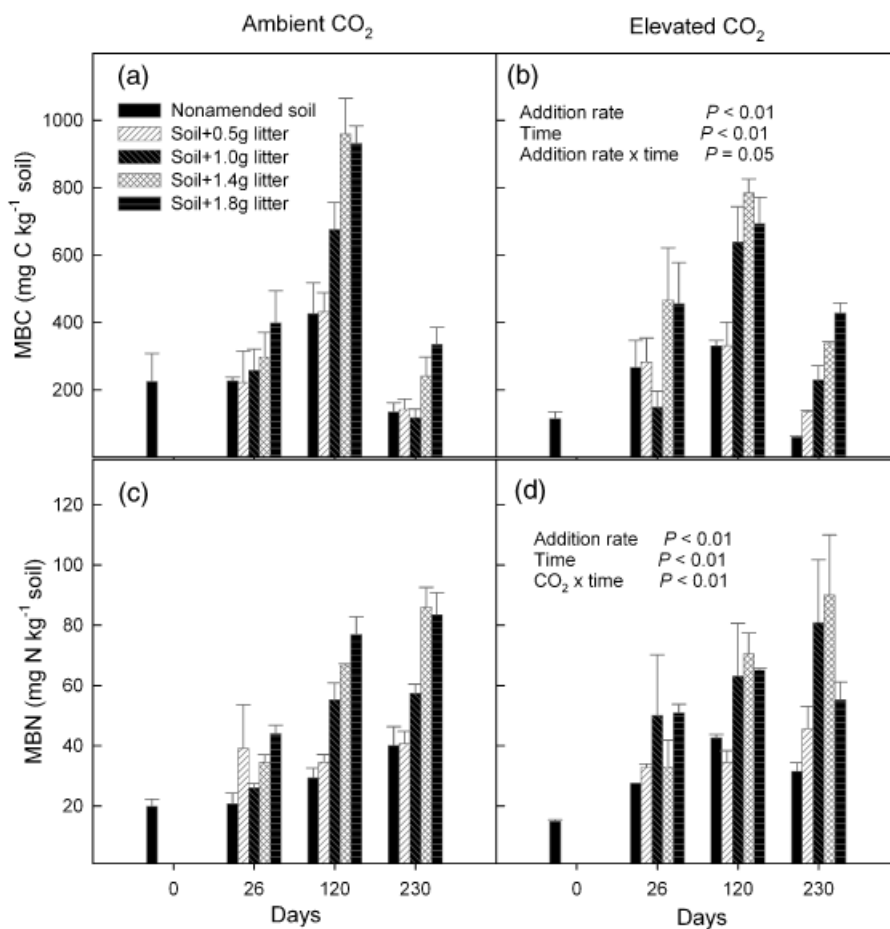 Ambient CO₂
Elevated CO₂
(a)
Nonamended soil
Soil+0.5g litter
Soil+1.0g litter
Soil+1.4g litter
Soil+1.8g litter
(b)
Addition rate P < 0.01
Time P < 0.01
Addition rate x time P = 0.05
MBC (mg C kg⁻¹ soil)
1000
800
600
400
200
(c)
(d)
Addition rate P < 0.01
Time P < 0.01
CO₂ x time P < 0.01
MBN (mg N kg⁻¹ soil)
120
100
80
60
40
20
0 26 120 230
Days
0 26 120 230
Days